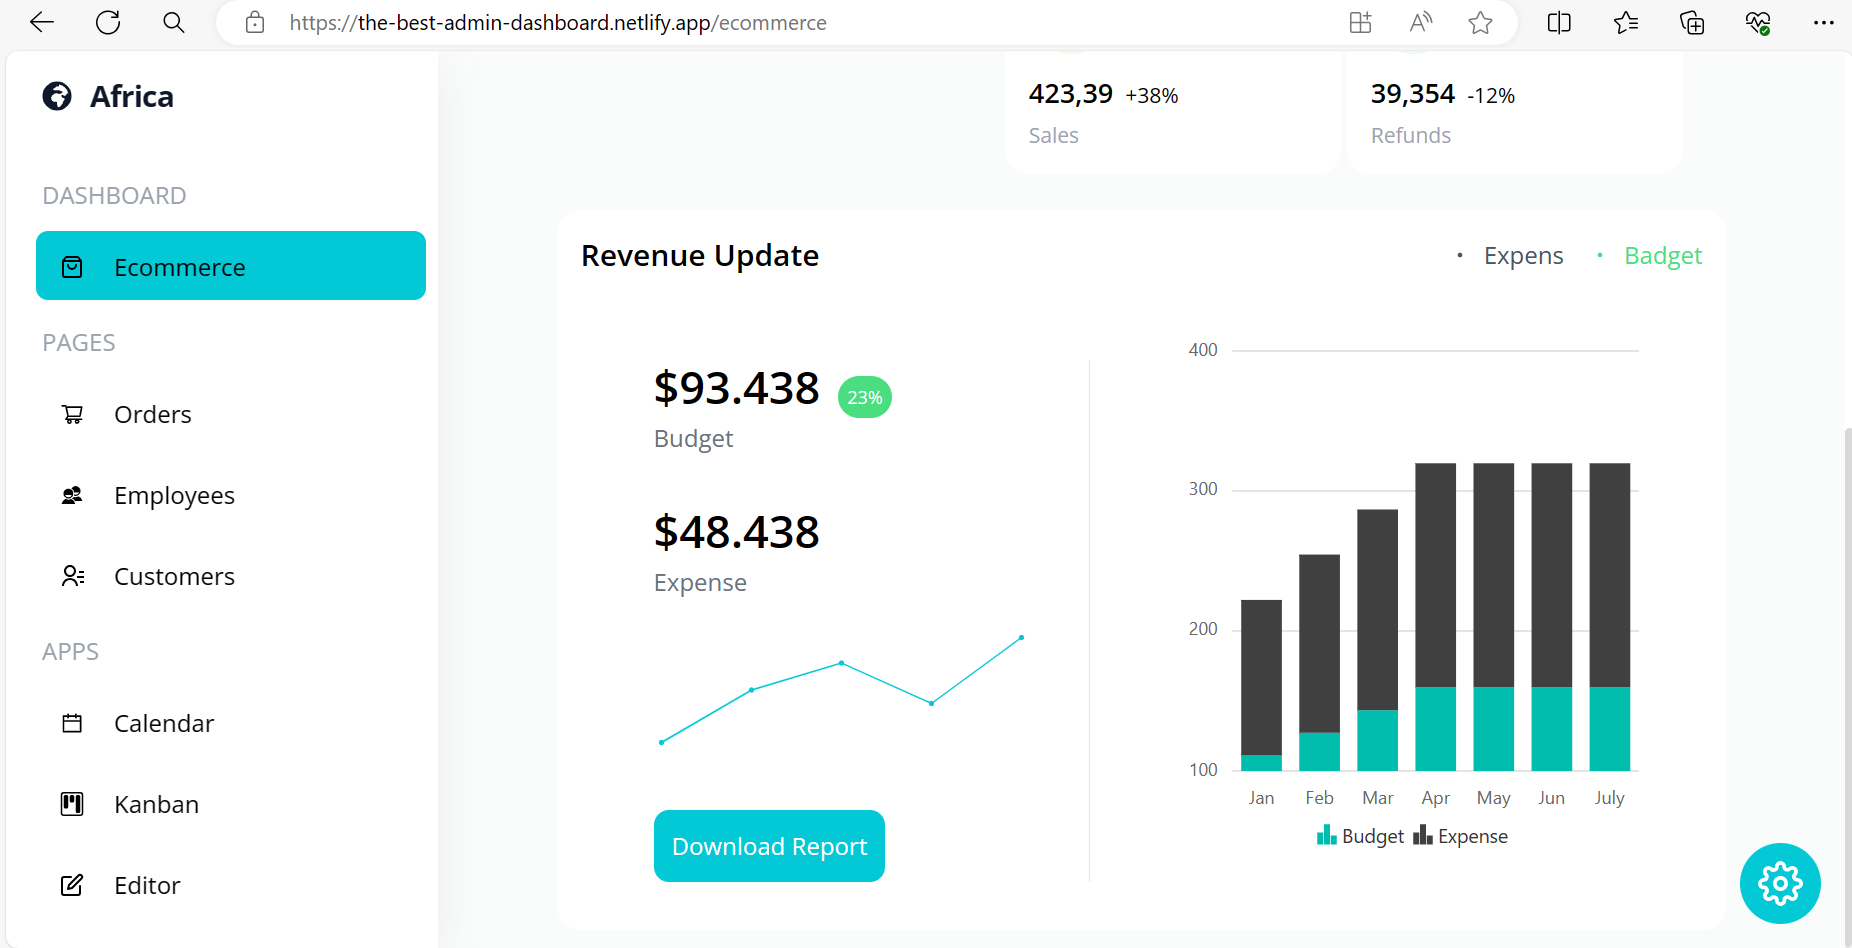 https://the-best-admin-dashboard.netlify.app/ecommerce
Africa
DASHBOARD
Ecommerce
PAGES
Orders
Employees
Customers
APPS
Calendar
Kanban
Editor
423,39 +38%
Sales
39,354 -12%
Refunds
Revenue Update
• Expens • Badget
$93.438 23%
Budget
$48.438
Expense
Download Report
400
300
200
100
Jan Feb Mar Apr May Jun July
Budget Expense